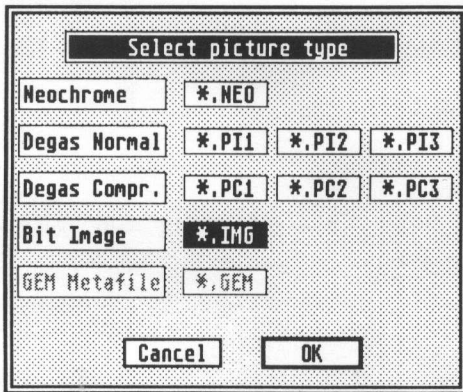 Select picture type
Neochrome *.NEO
Degas Normal *.PI1 *.PI2 *.PI3
Degas Compr. *.PC1 *.PC2 *.PC3
Bit Image *.IMG
GEM Metafile *.GEM
Cancel OK